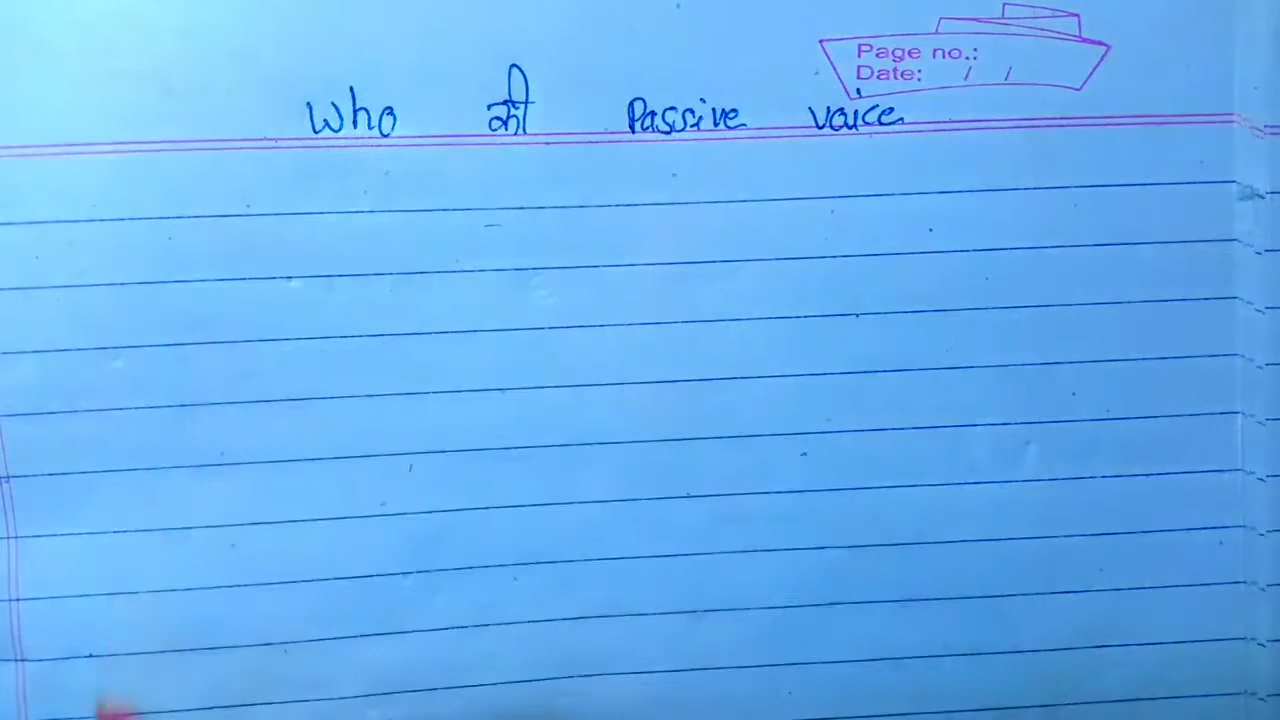 Page no.:
Date: / /
Who की Passive voice